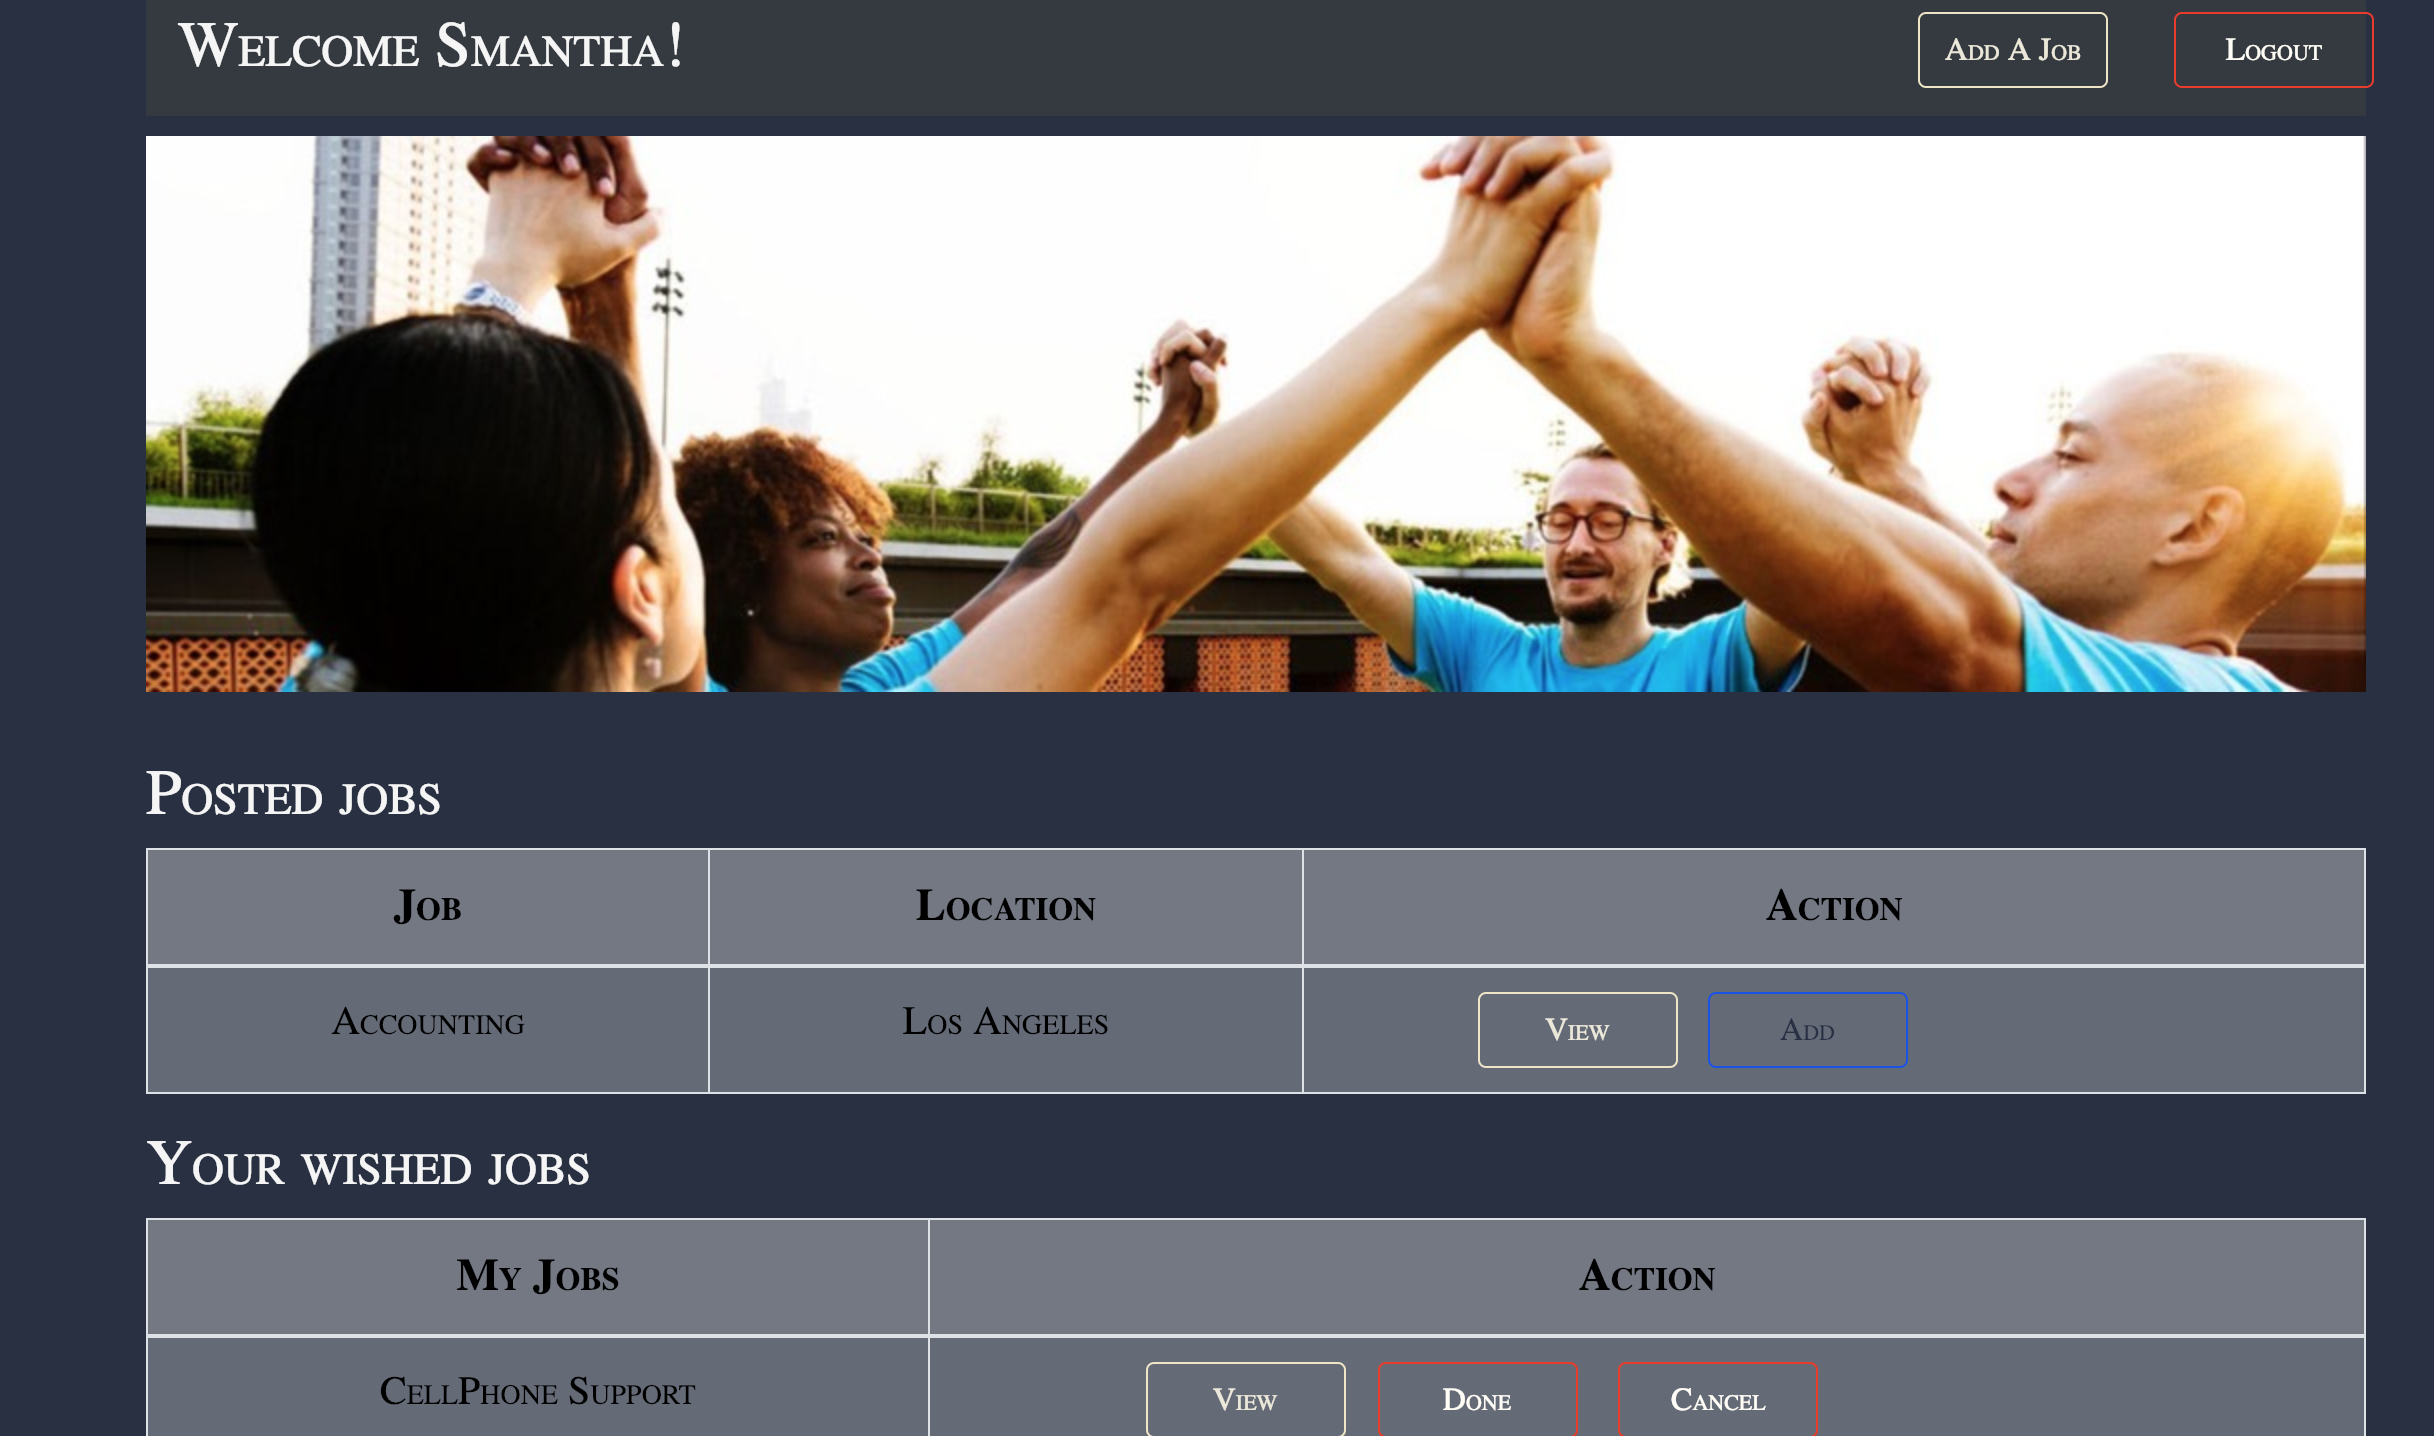 Welcome Smantha!
Add A Job
Logout
Posted jobs
Job Location Action
Accounting Los Angeles View Add
Your wished jobs
My Jobs Action
CellPhone Support View Done Cancel